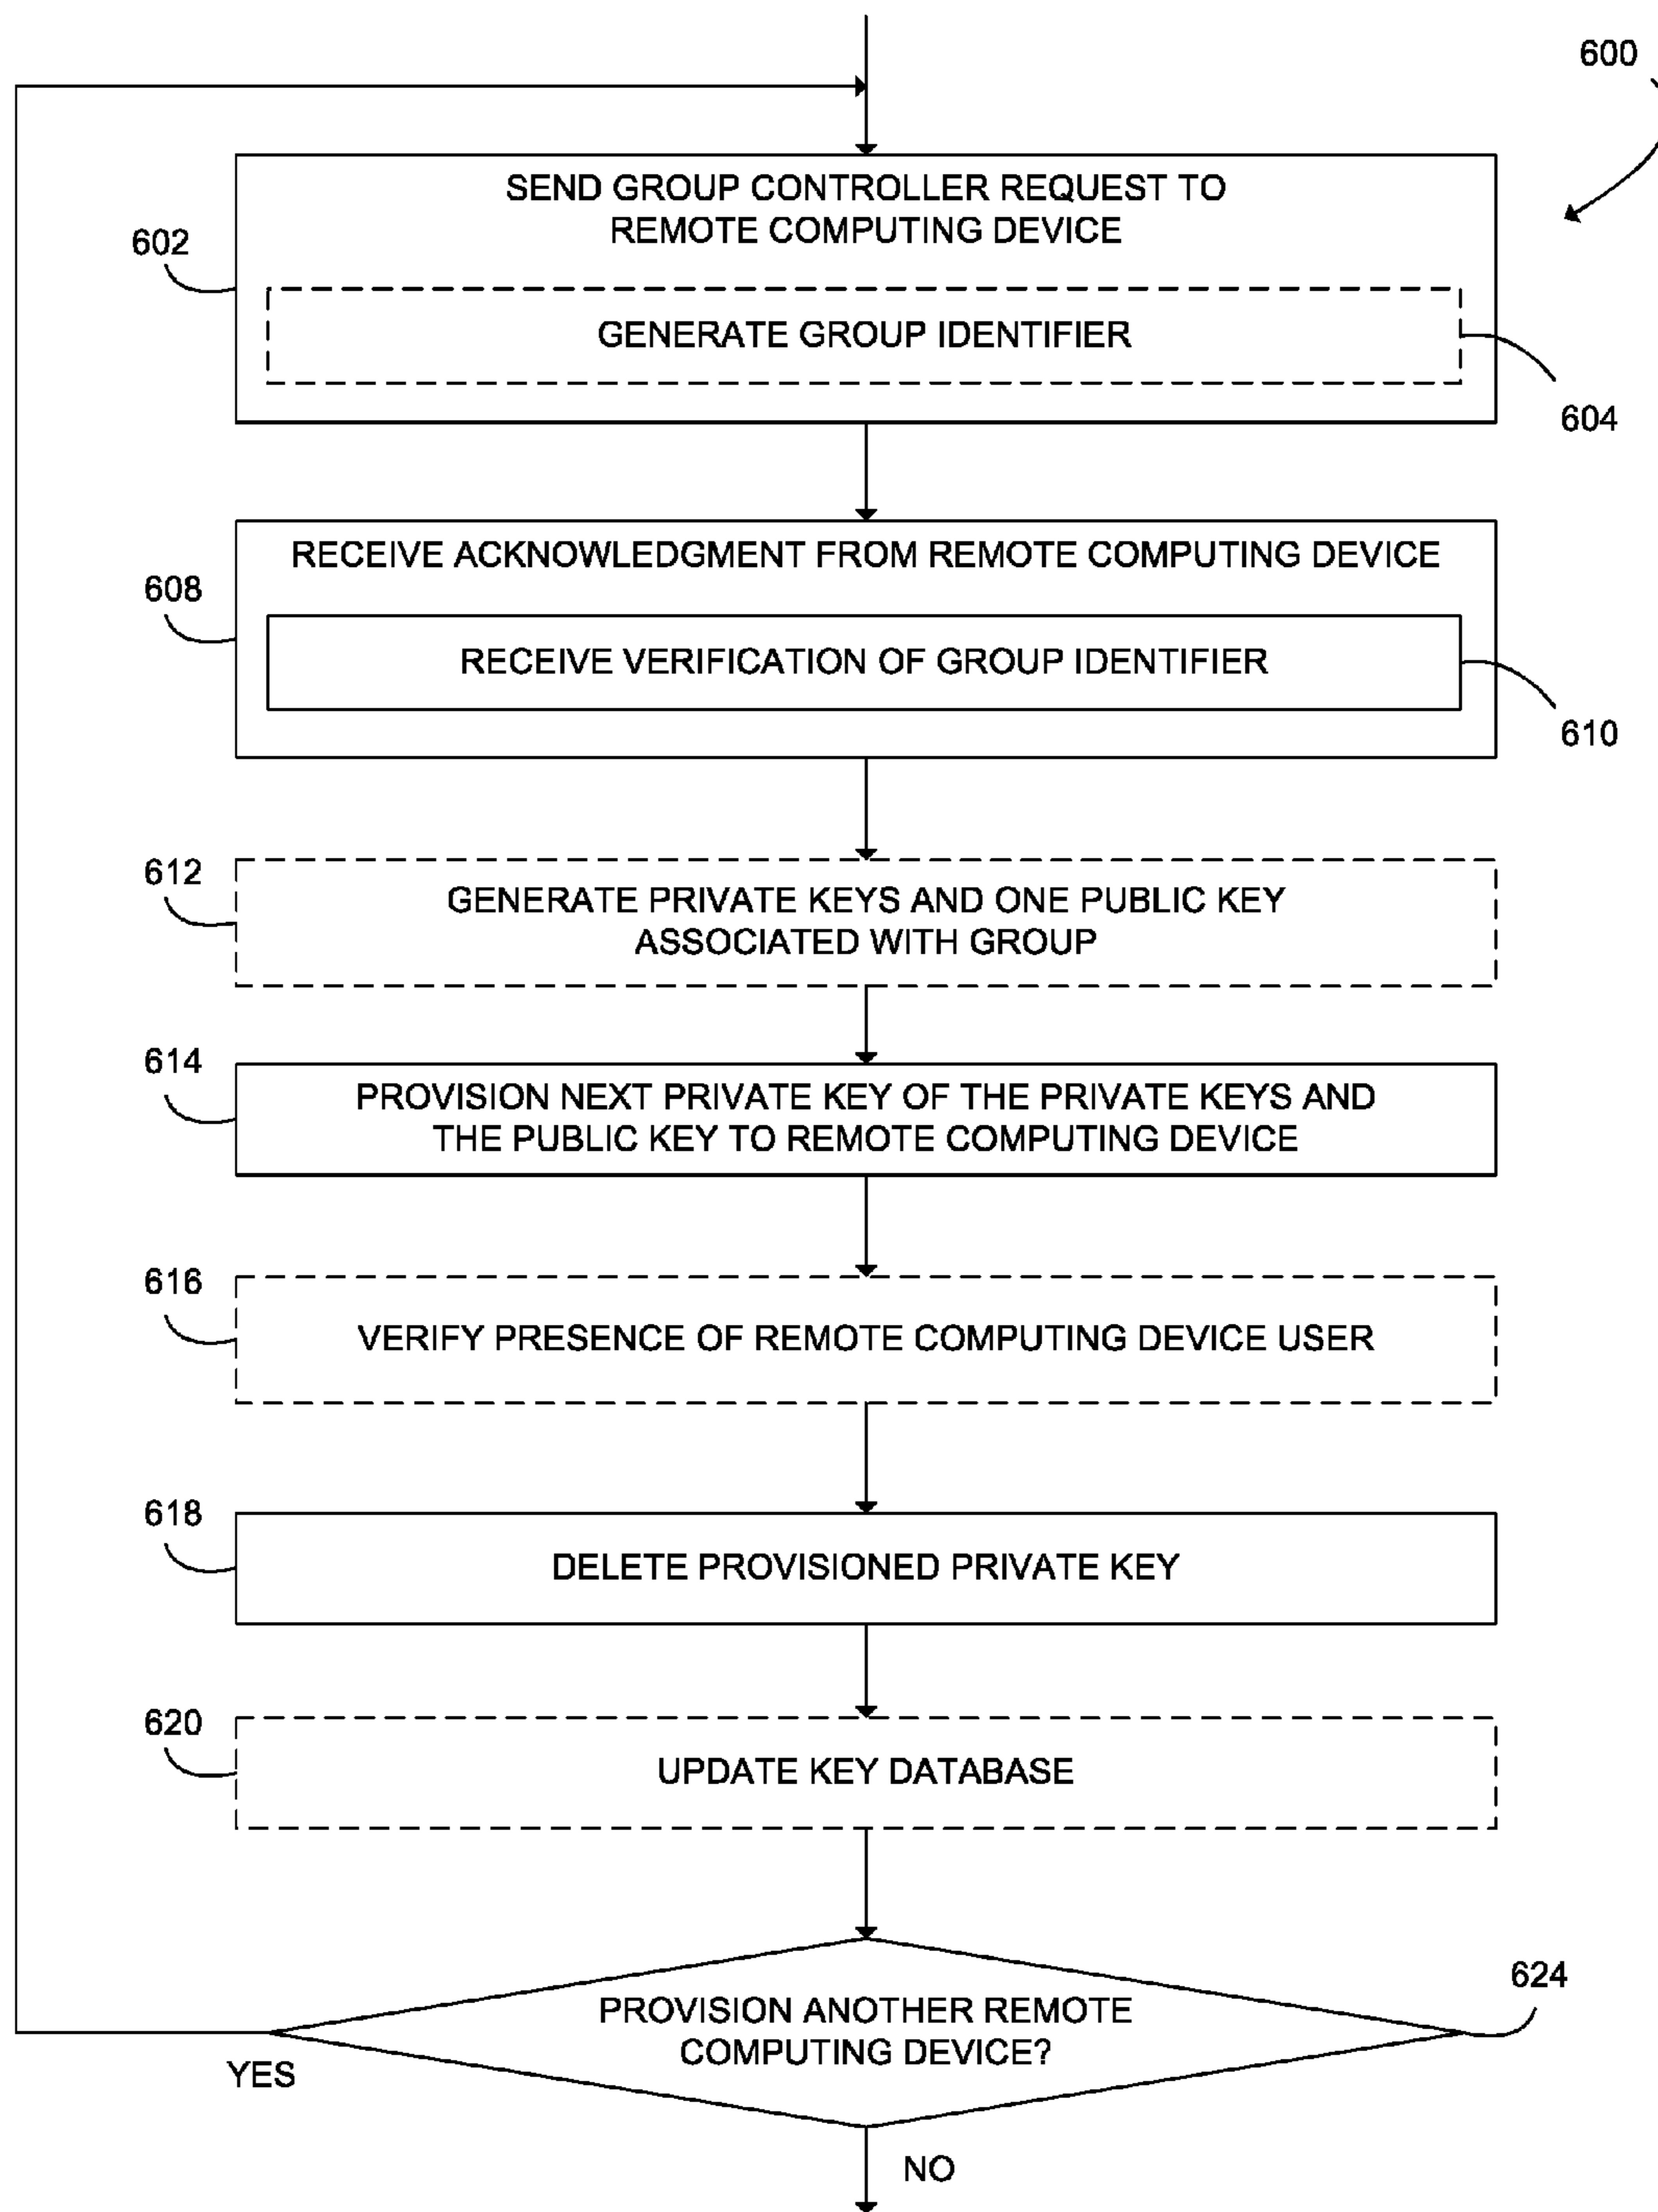 600
SEND GROUP CONTROLLER REQUEST TO
REMOTE COMPUTING DEVICE
602
GENERATE GROUP IDENTIFIER
604
RECEIVE ACKNOWLEDGMENT FROM REMOTE COMPUTING DEVICE
608
RECEIVE VERIFICATION OF GROUP IDENTIFIER
610
612
GENERATE PRIVATE KEYS AND ONE PUBLIC KEY
ASSOCIATED WITH GROUP
614
PROVISION NEXT PRIVATE KEY OF THE PRIVATE KEYS AND
THE PUBLIC KEY TO REMOTE COMPUTING DEVICE
616
VERIFY PRESENCE OF REMOTE COMPUTING DEVICE USER
618
DELETE PROVISIONED PRIVATE KEY
620
UPDATE KEY DATABASE
624
PROVISION ANOTHER REMOTE
COMPUTING DEVICE?
YES
NO